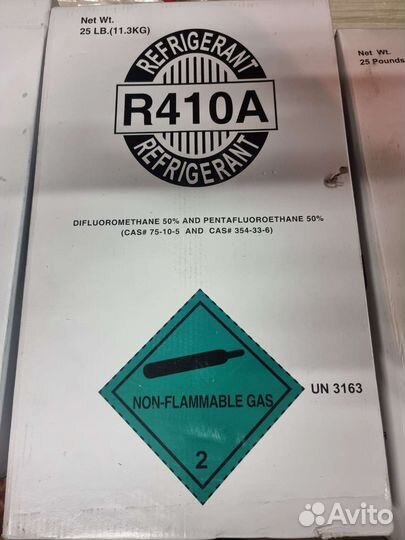 Net Wt.
25 LB.(11.3KG)
REFRIGERANT
R410A
REFRIGERANT
DIFLUOROMETHANE 50% AND PENTAFLUOROETHANE 50%
(CAS# 75-10-5 AND CAS# 354-33-6)
NON-FLAMMABLE GAS
2
UN 3163
Net Wt.
25 Pounds
Avito